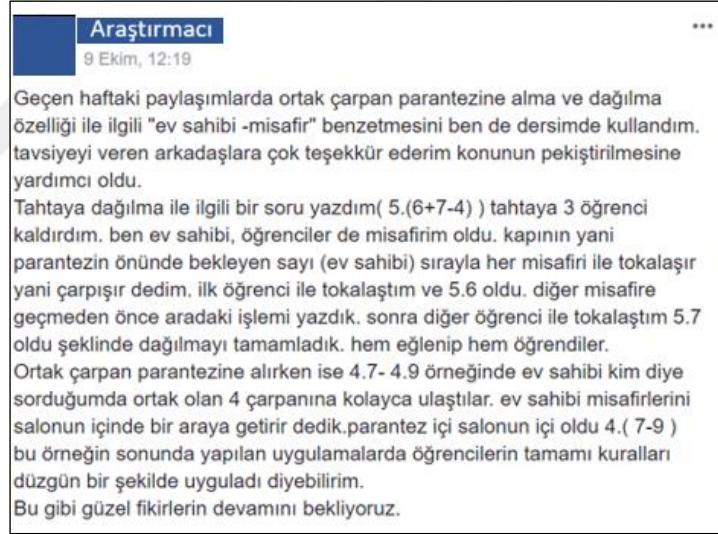 Araştırmacı
9 Ekim, 12:19
Geçen haftaki paylaşımlarda ortak çarpan parantezine alma ve dağılma
özelliği ile ilgili "ev sahibi -misafir" benzetmesini ben de dersimde kullandım.
tavsiyeyi veren arkadaşlara çok teşekkür ederim konunun pekiştirilmesine
yardımcı oldu.
Tahtaya dağılma ile ilgili bir soru yazdım( 5.(6+7-4) ) tahtaya 3 öğrenci
kaldırdım. ben ev sahibi, öğrenciler de misafirim oldu. kapının yani
parantezin önünde bekleyen sayı (ev sahibi) sırayla her misafiri ile tokalaşır
yani çarpışır dedim. ilk öğrenci ile tokalaştım ve 5.6 oldu. diğer misafire
geçmeden önce aradaki işlemi yazdık. sonra diğer öğrenci ile tokalaştım 5.7
oldu şeklinde dağılmayı tamamladık. hem eğlenip hem öğrendiler.
Ortak çarpan parantezine alırken ise 4.7- 4.9 örneğinde ev sahibi kim diye
sorduğumda ortak olan 4 çarpanına kolayca ulaştılar. ev sahibi misafirlerini
salonun içinde bir araya getirir dedik.parantez içi salonun içi oldu 4.( 7-9 )
bu örneğin sonunda yapılan uygulamalarda öğrencilerin tamamı kuralları
düzgün bir şekilde uyguladı diyebilirim.
Bu gibi güzel fikirlerin devamını bekliyoruz.